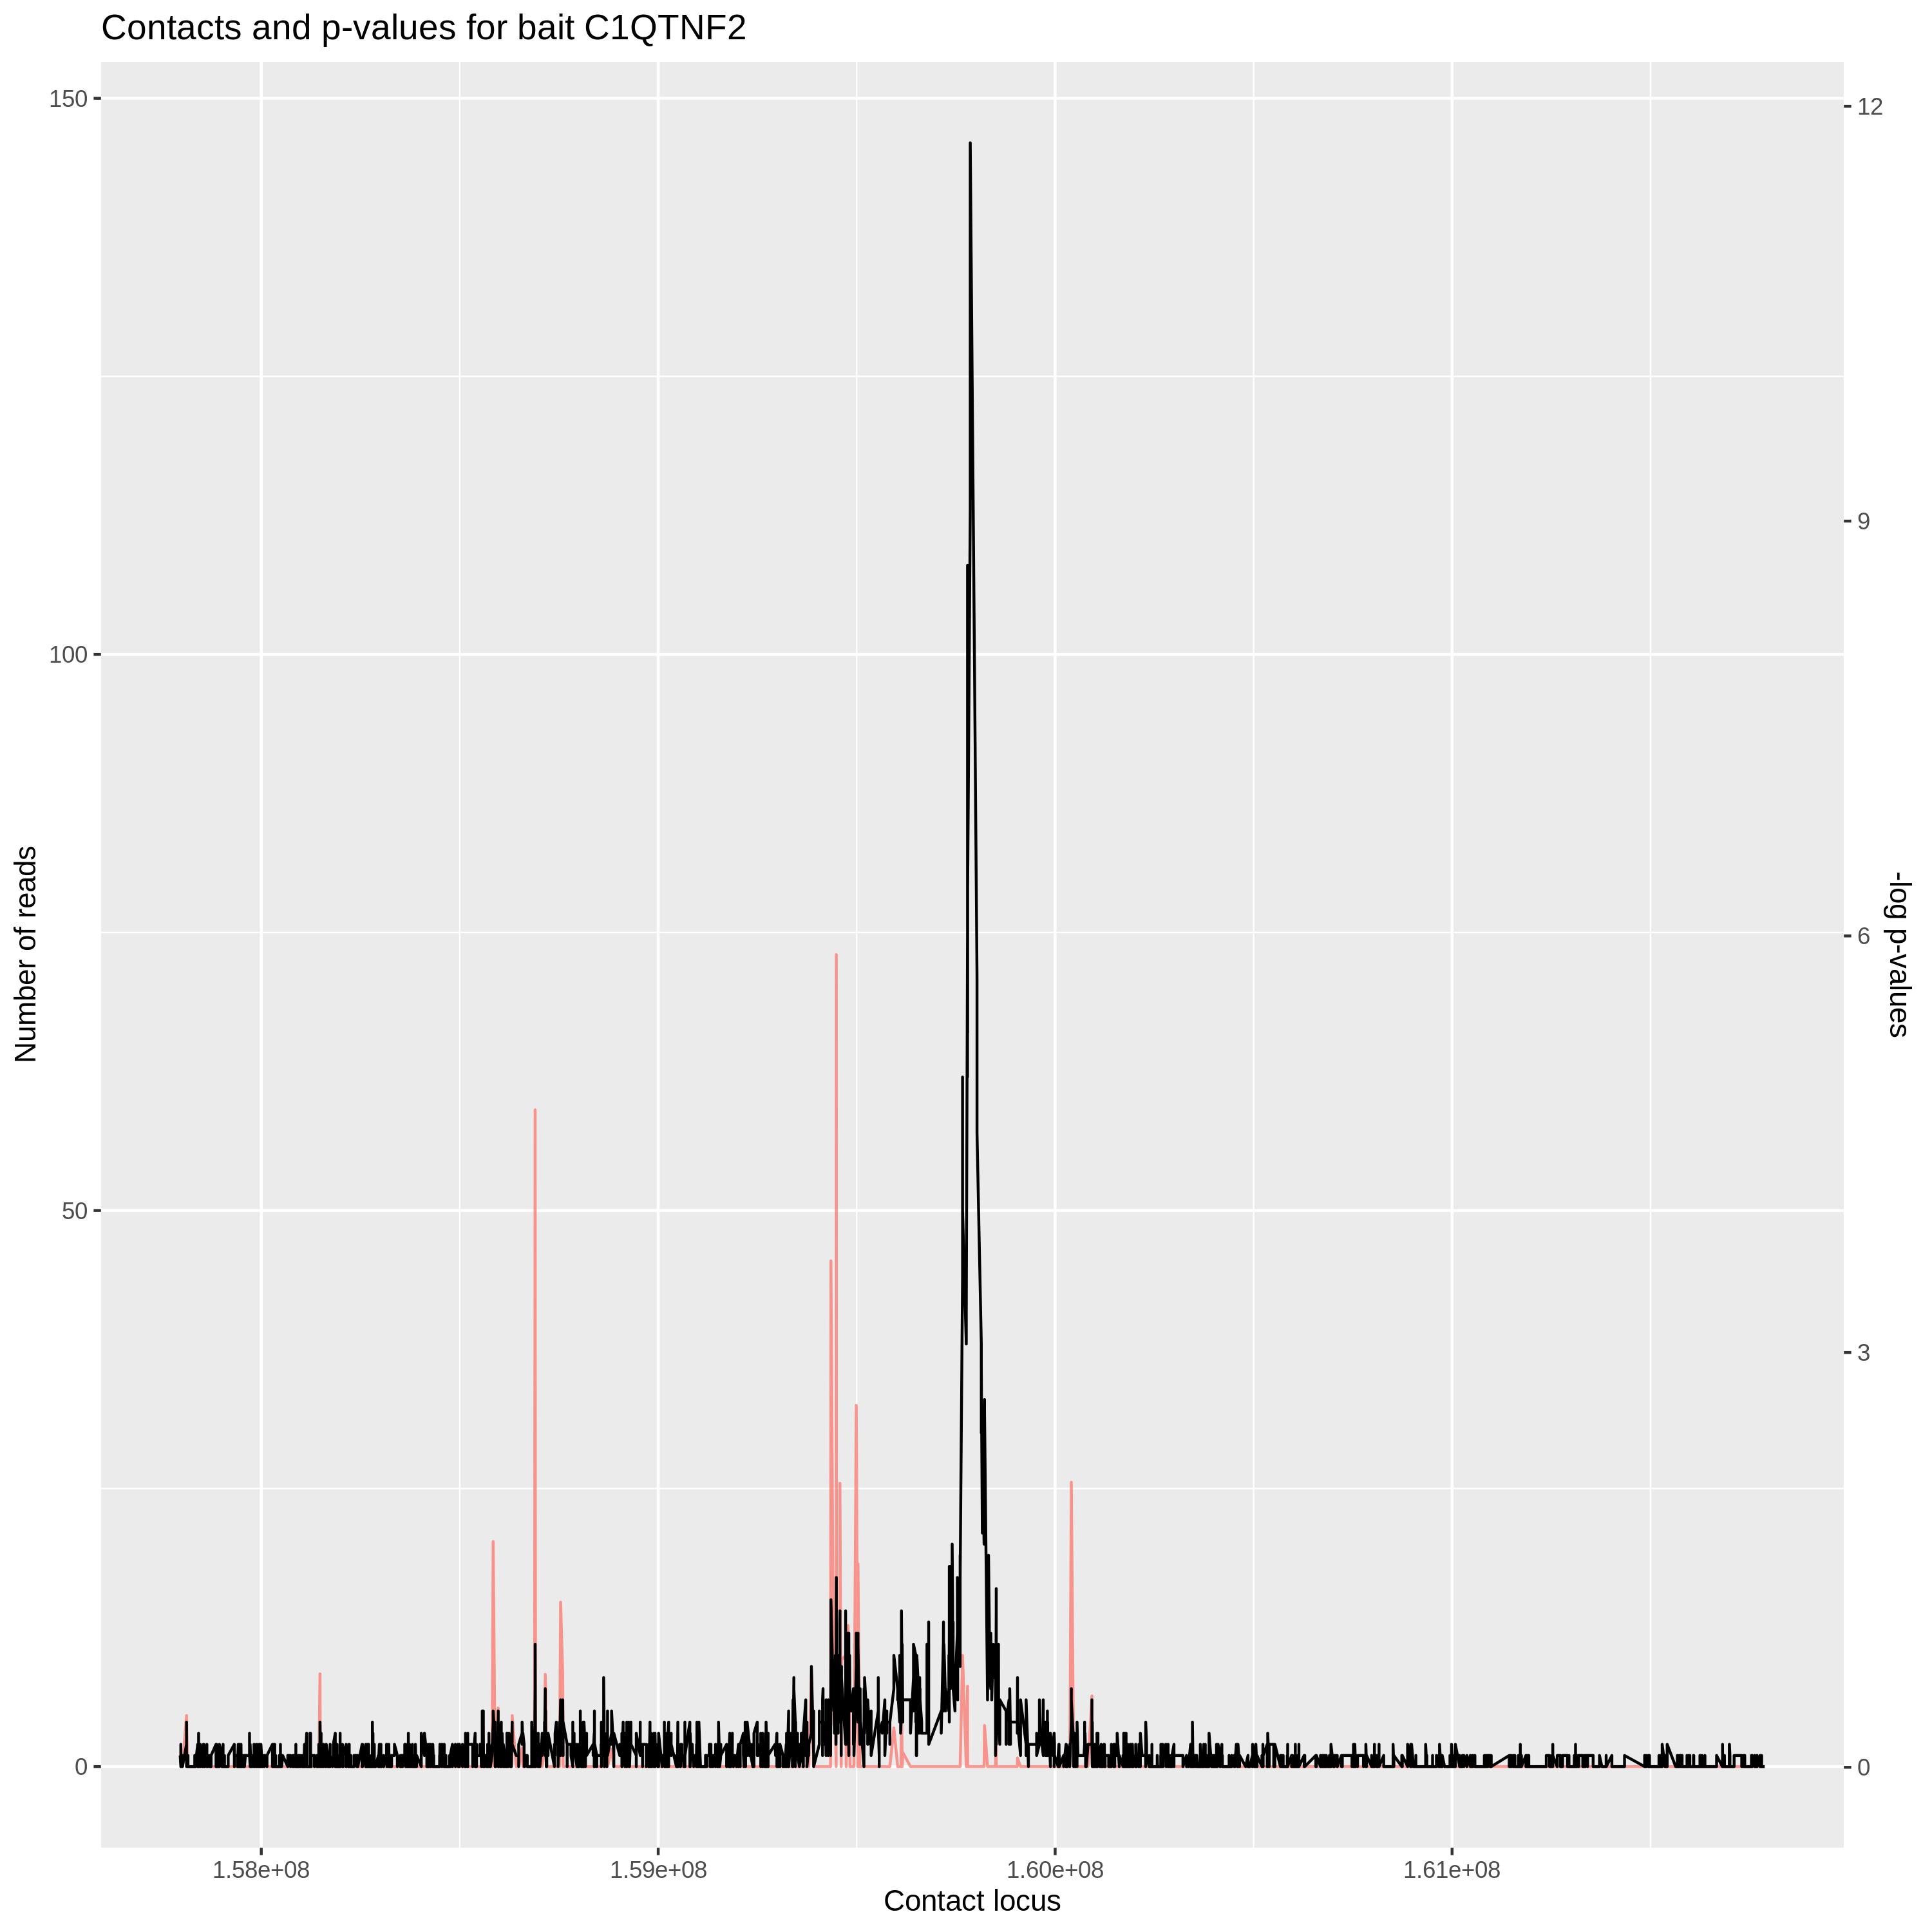 Contacts and p-values for bait C1QTNF2
150
100
50
0
Number of reads
12
9
6
3
0
-log p-values
1.58e+08
1.59e+08
1.60e+08
1.61e+08
Contact locus